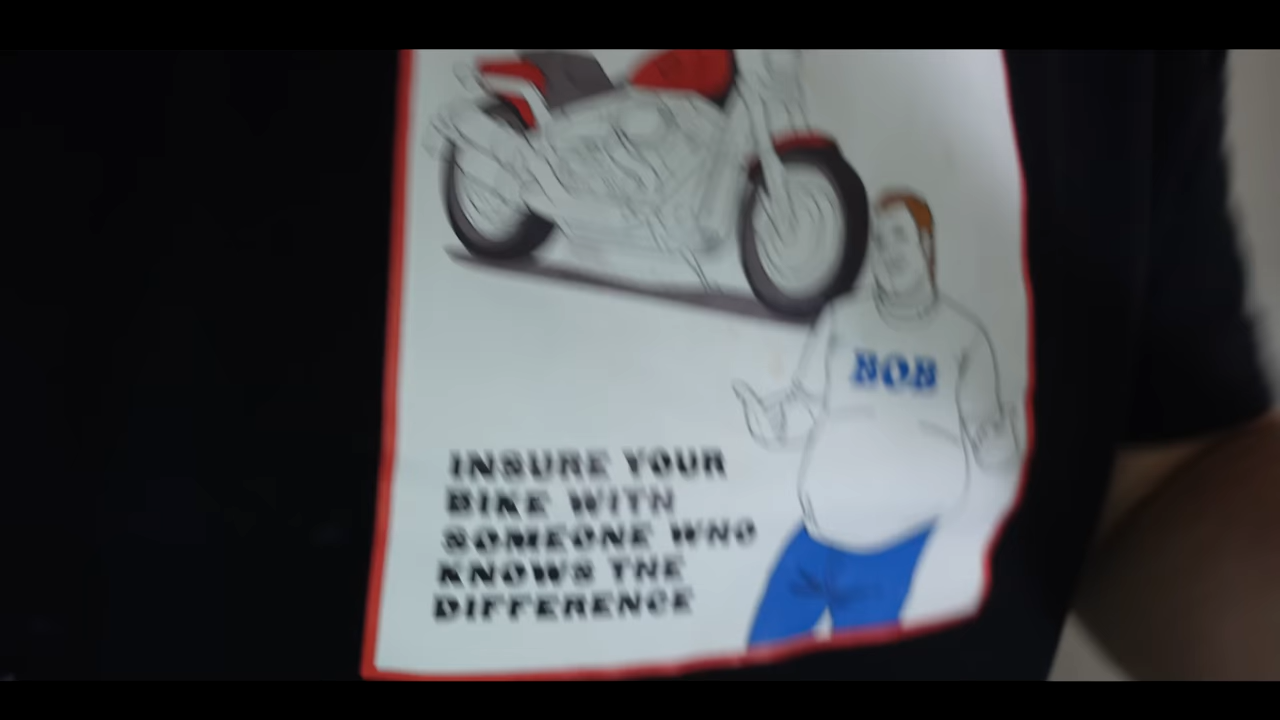 BOB
INSURE YOUR
BIKE WITH
SOMEONE WHO
KNOWS THE
DIFFERENCE